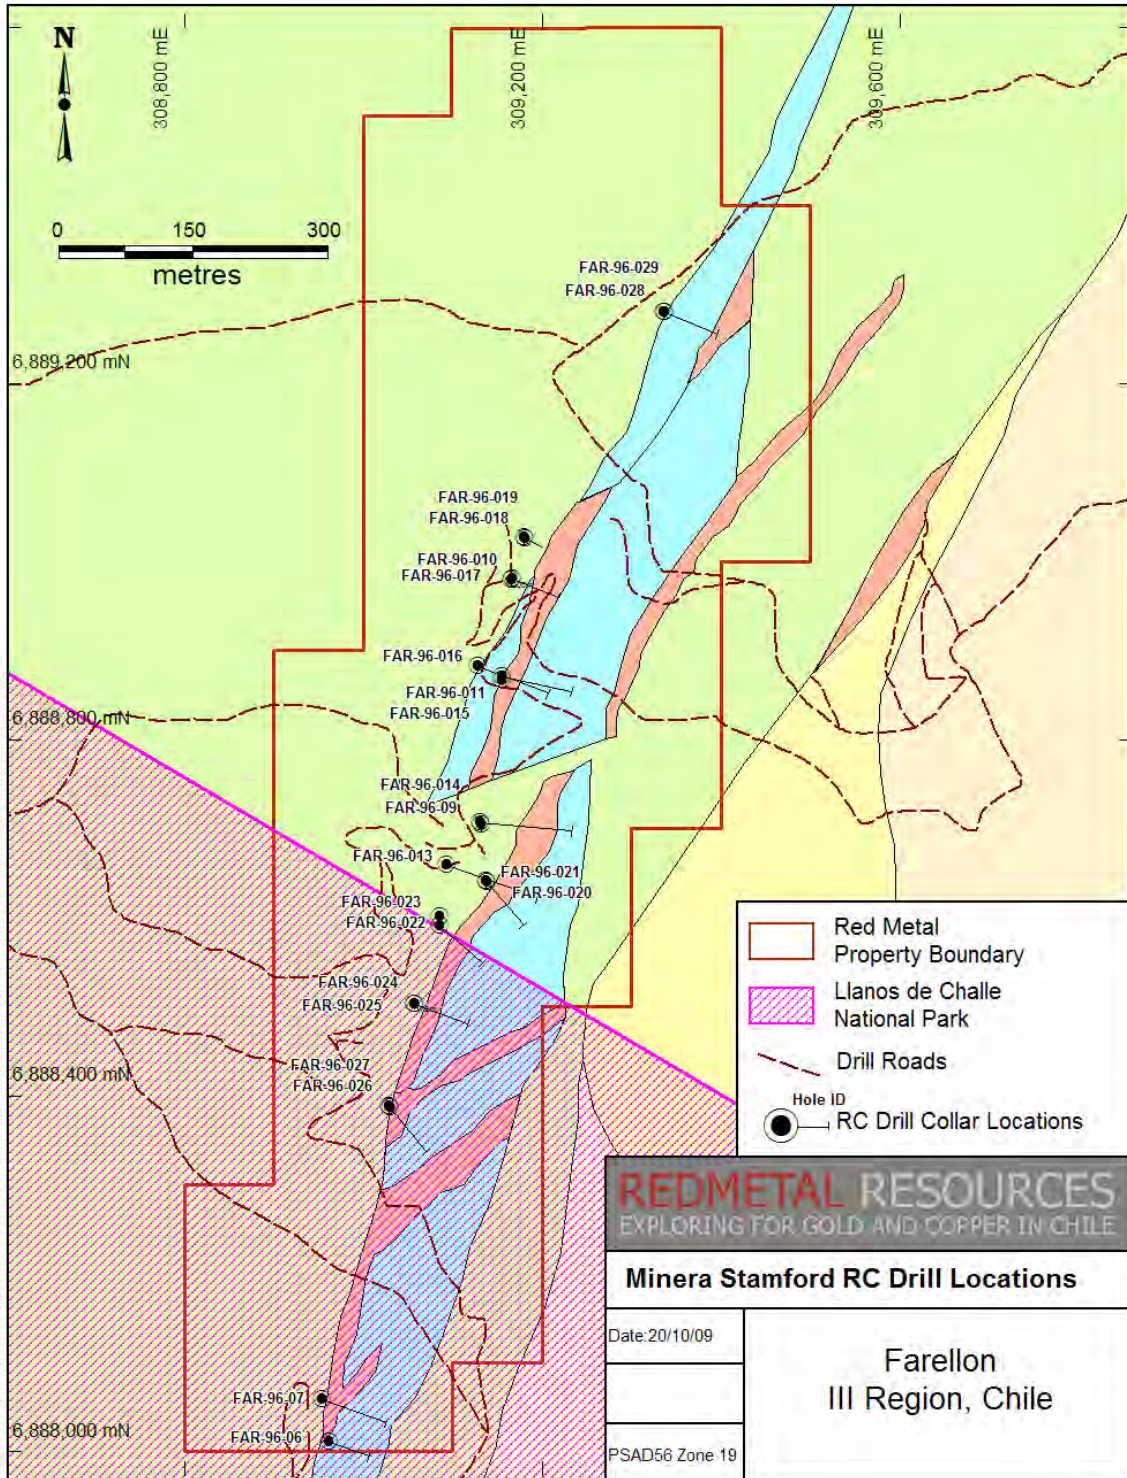 N
308,800 mE
309,200 mE
309,600 mE
0 150 300
metres
FAR-96-029
FAR-96-028
6,889,200 mN
FAR-96-019
FAR-96-018
FAR-96-010
FAR-96-017
FAR-96-016
FAR-96-011
FAR-96-015
6,888,800 mN
FAR-96-014
FAR-96-09
FAR-96-013
FAR-96-021
FAR-96-020
FAR-96-023
FAR-96-022
FAR-96-024
FAR-96-025
FAR-96-027
FAR-96-026
6,888,400 mN
FAR-96-07
FAR-96-06
6,888,000 mN
Red Metal
Property Boundary
Llanos de Challe
National Park
Drill Roads
Hole ID
RC Drill Collar Locations
REDMETAL RESOURCES
EXPLORING FOR GOLD AND COPPER IN CHILE
Minera Stamford RC Drill Locations
Date:20/10/09
Farellon
III Region, Chile
PSAD56 Zone 19